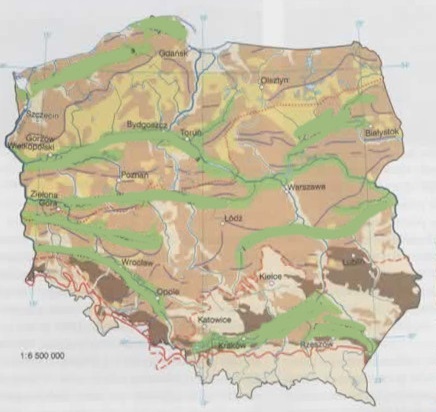 Gdańsk
Olsztyn
Szczecin
Bydgoszcz
Toruń
Gorzów
Wielkopolski
Białystok
Poznań
Warszawa
Zielona
Góra
Łódź
Wrocław
Lublin
Kielce
Opole
Katowice
Kraków
Rzeszów
1:6 500 000